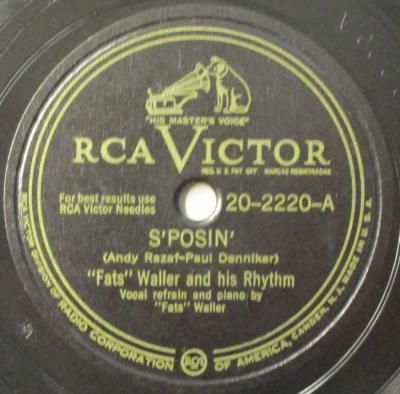 "HIS MASTER'S VOICE"
RCA VICTOR
REG. U S PAT OFF MARCAS REGISTRADAS
For best results use
RCA Victor Needles
20-2220-A
S'POSIN'
(Andy Razaf-Paul Denniker)
"Fats" Waller and his Rhythm
Vocal refrain and piano by
"Fats" Waller
RCA VICTOR DIVISION OF RADIO CORPORATION OF AMERICA, CAMDEN, N. J. MADE IN U. S. A.
RCA